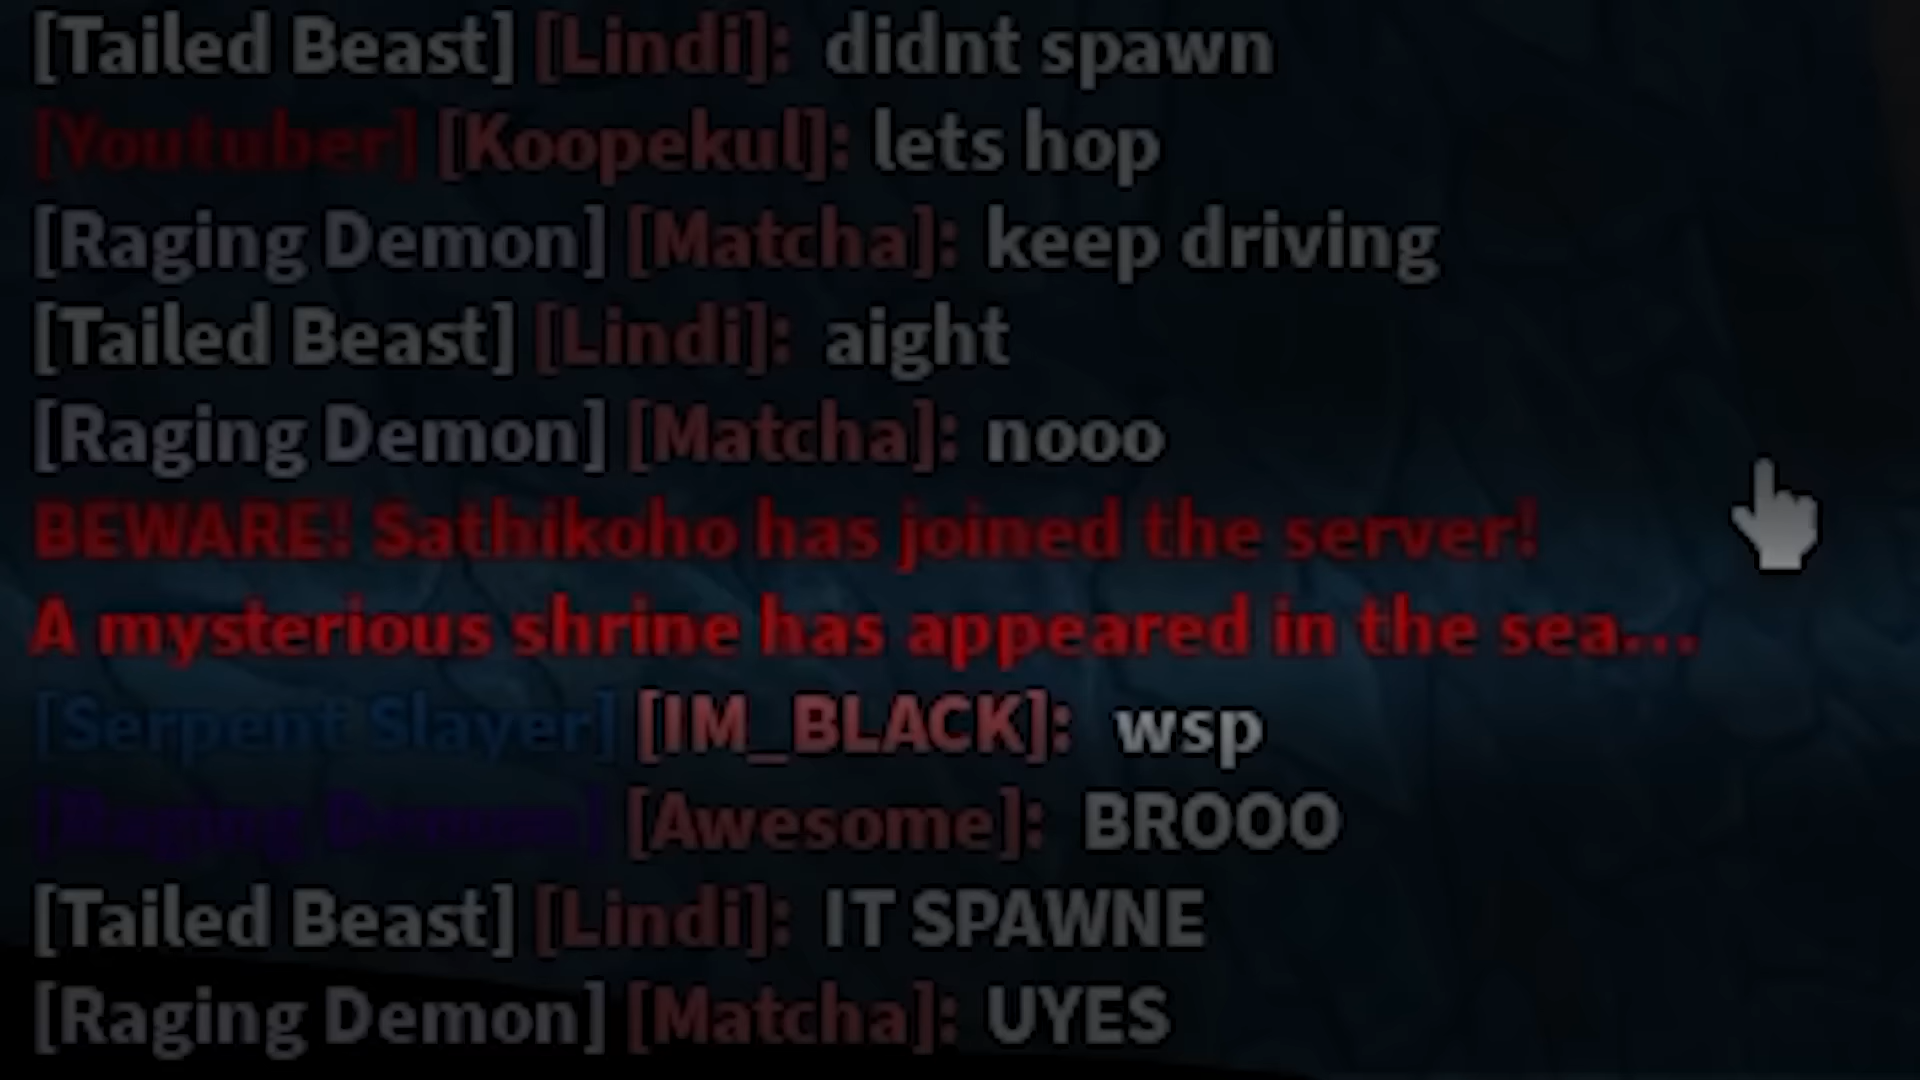 [Tailed Beast] [Lindi]: didnt spawn
[Youtuber] [Koopekul]: lets hop
[Raging Demon] [Matcha]: keep driving
[Tailed Beast] [Lindi]: aight
[Raging Demon] [Matcha]: nooo
BEWARE! Sathikoho has joined the server!
A mysterious shrine has appeared in the sea...
[Serpent Slayer] [IM_BLACK]: wsp
[Raging Demon] [Awesome]: BROOO
[Tailed Beast] [Lindi]: IT SPAWNE
[Raging Demon] [Matcha]: UYES